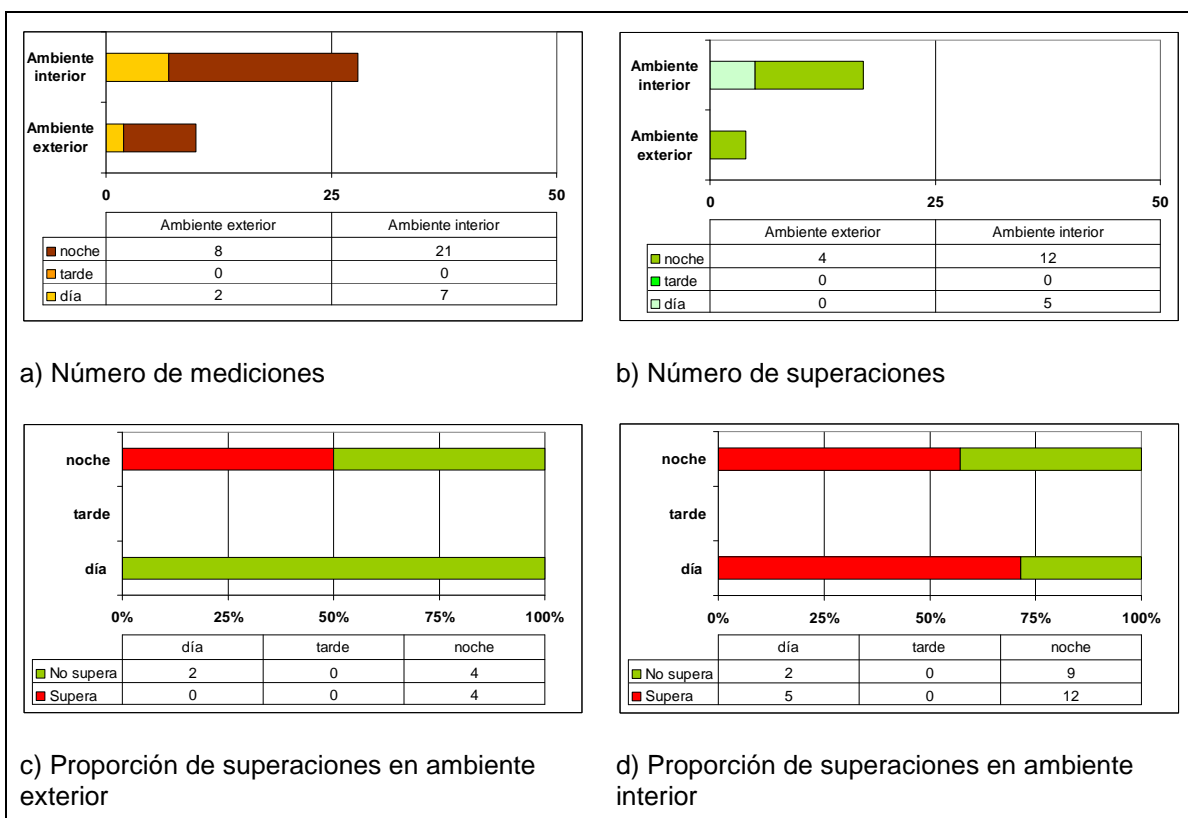 Ambiente
interior
Ambiente
exterior
0 25 50
Ambiente exterior Ambiente interior
noche 8 21
tarde 0 0
día 2 7
a) Número de mediciones
Ambiente
interior
Ambiente
exterior
0 25 50
Ambiente exterior Ambiente interior
noche 4 12
tarde 0 0
día 0 5
b) Número de superaciones
noche
tarde
día
0% 25% 50% 75% 100%
día tarde noche
No supera 2 0 4
Supera 0 0 4
c) Proporción de superaciones en ambiente
exterior
noche
tarde
día
0% 25% 50% 75% 100%
día tarde noche
No supera 2 0 9
Supera 5 0 12
d) Proporción de superaciones en ambiente
interior